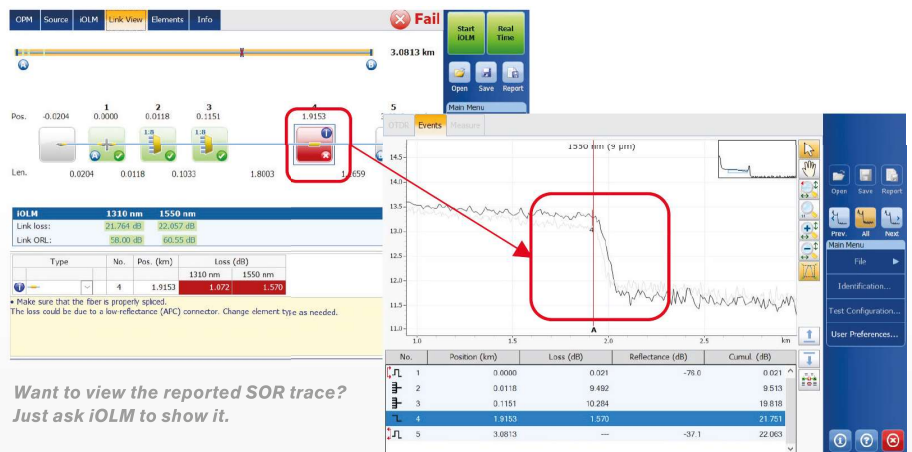 OPM Source iOLM Link View Elements Info
Fail
Start iOLM
Real Time
3.0813 km
A
B
Open Save Report
Main Menu
1 2 3 4 5
Pos. -0.0204 0.0000 0.0118 0.1151 1.9153
1:8 1:8
A
Len. 0.0204 0.0118 0.1033 1.8003
iOLM 1310 nm 1550 nm
Link loss: 21.764 dB 22.057 dB
Link ORL: 58.00 dB 60.55 dB
Type No. Pos. (km) Loss (dB)
1310 nm 1550 nm
4 1.9153 1.072 1.570
• Make sure that the fiber is properly spliced.
The loss could be due to a low-reflectance (APC) connector. Change element type as needed.
Want to view the reported SOR trace?
Just ask iOLM to show it.
OTDR Events Measure
1550 nm (9 µm)
14.5
14.0
13.5
13.0
12.5
12.0
11.5
11.0
4
A
1.0 1.5 2.0 2.5 km
No. Position (km) Loss (dB) Reflectance (dB) Cumul. (dB)
1 0.0000 0.021 -76.0 0.021
2 0.0118 9.492 9.513
3 0.1151 10.284 19.818
4 1.9153 1.570 21.751
5 3.0813 --- -37.1 22.063
Open Save Report
Prev. All Next
Main Menu
File
Identification...
Test Configuration...
User Preferences...